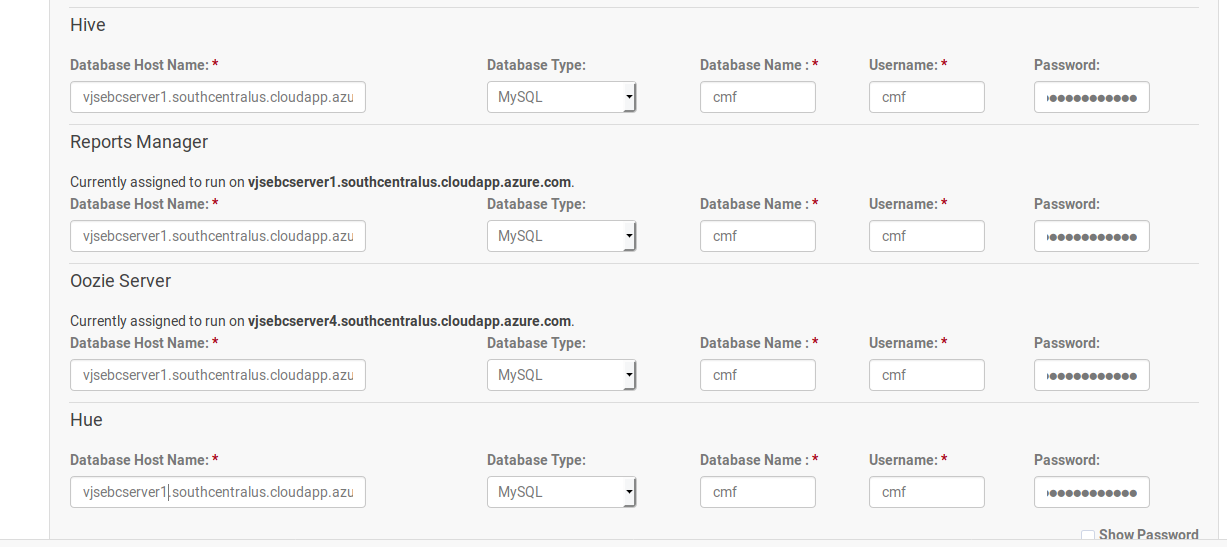 Hive
Database Host Name: * Database Type: Database Name : * Username: * Password:
vjsebcserver1.southcentralus.cloudapp.azu MySQL cmf cmf ●●●●●●●●●●●
Reports Manager
Currently assigned to run on vjsebcserver1.southcentralus.cloudapp.azure.com.
Database Host Name: * Database Type: Database Name : * Username: * Password:
vjsebcserver1.southcentralus.cloudapp.azu MySQL cmf cmf ●●●●●●●●●●●
Oozie Server
Currently assigned to run on vjsebcserver4.southcentralus.cloudapp.azure.com.
Database Host Name: * Database Type: Database Name : * Username: * Password:
vjsebcserver1.southcentralus.cloudapp.azu MySQL cmf cmf ●●●●●●●●●●●
Hue
Database Host Name: * Database Type: Database Name : * Username: * Password:
vjsebcserver1.southcentralus.cloudapp.azu MySQL cmf cmf ●●●●●●●●●●●
Show Password